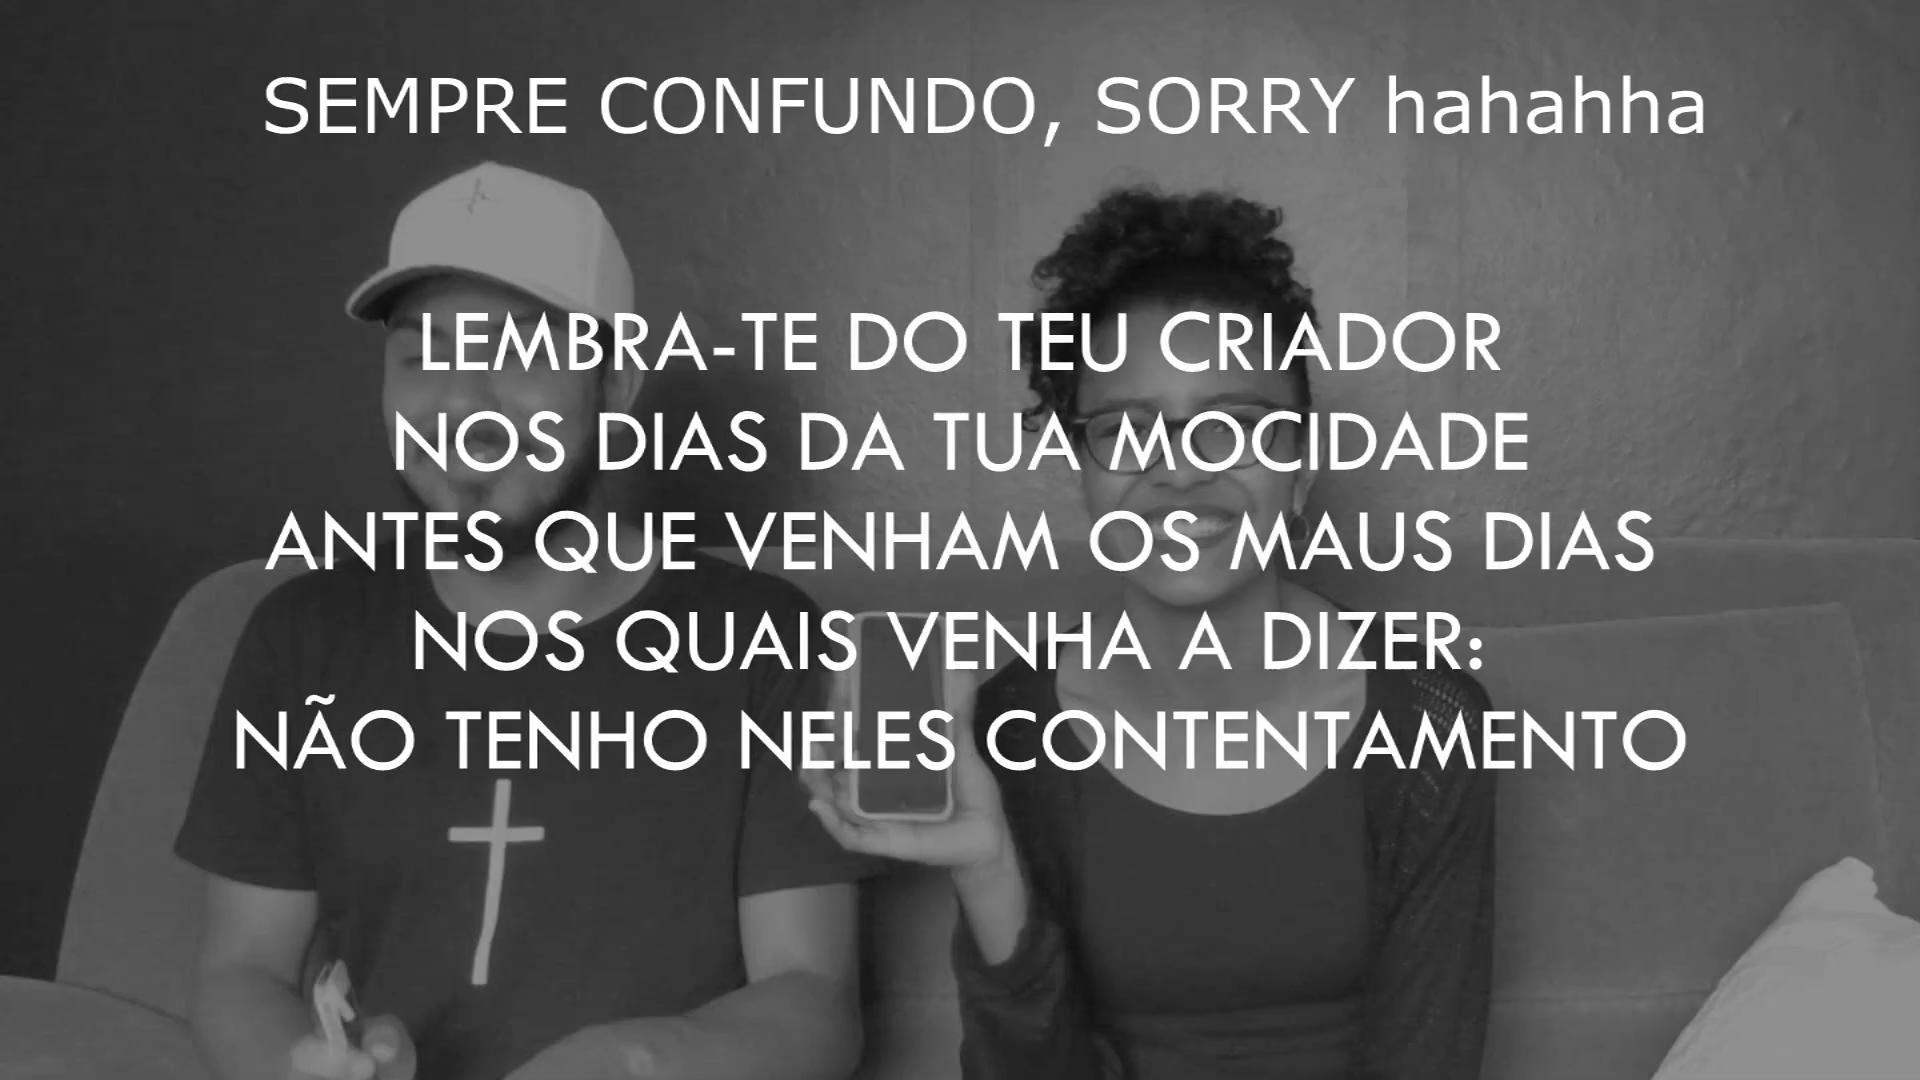 SEMPRE CONFUNDO, SORRY hahahha
LEMBRA-TE DO TEU CRIADOR
NOS DIAS DA TUA MOCIDADE
ANTES QUE VENHAM OS MAUS DIAS
NOS QUAIS VENHA A DIZER:
NÃO TENHO NELES CONTENTAMENTO